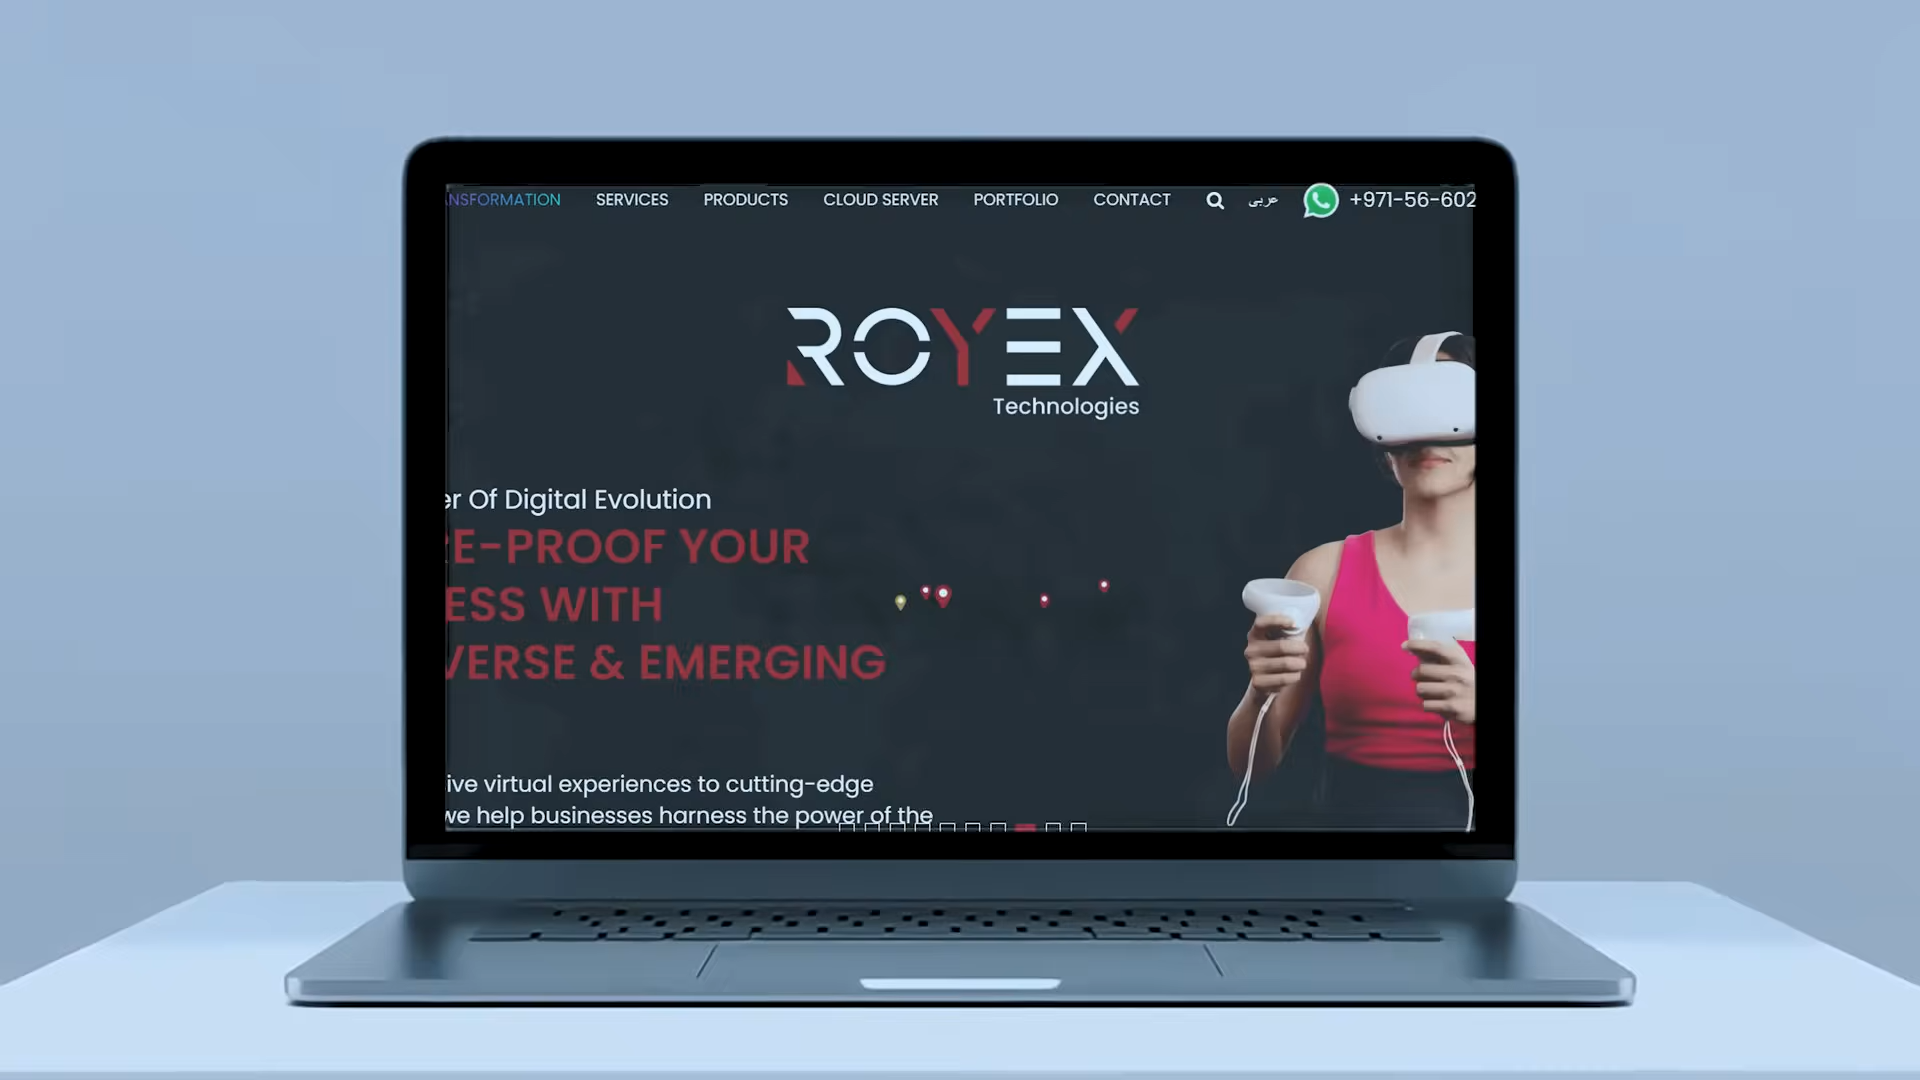 NSFORMATION SERVICES PRODUCTS CLOUD SERVER PORTFOLIO CONTACT عربى +971-56-602
ROYEX
Technologies
er Of Digital Evolution
E-PROOF YOUR
ESS WITH
VERSE & EMERGING
ive virtual experiences to cutting-edge
we help businesses harness the power of the